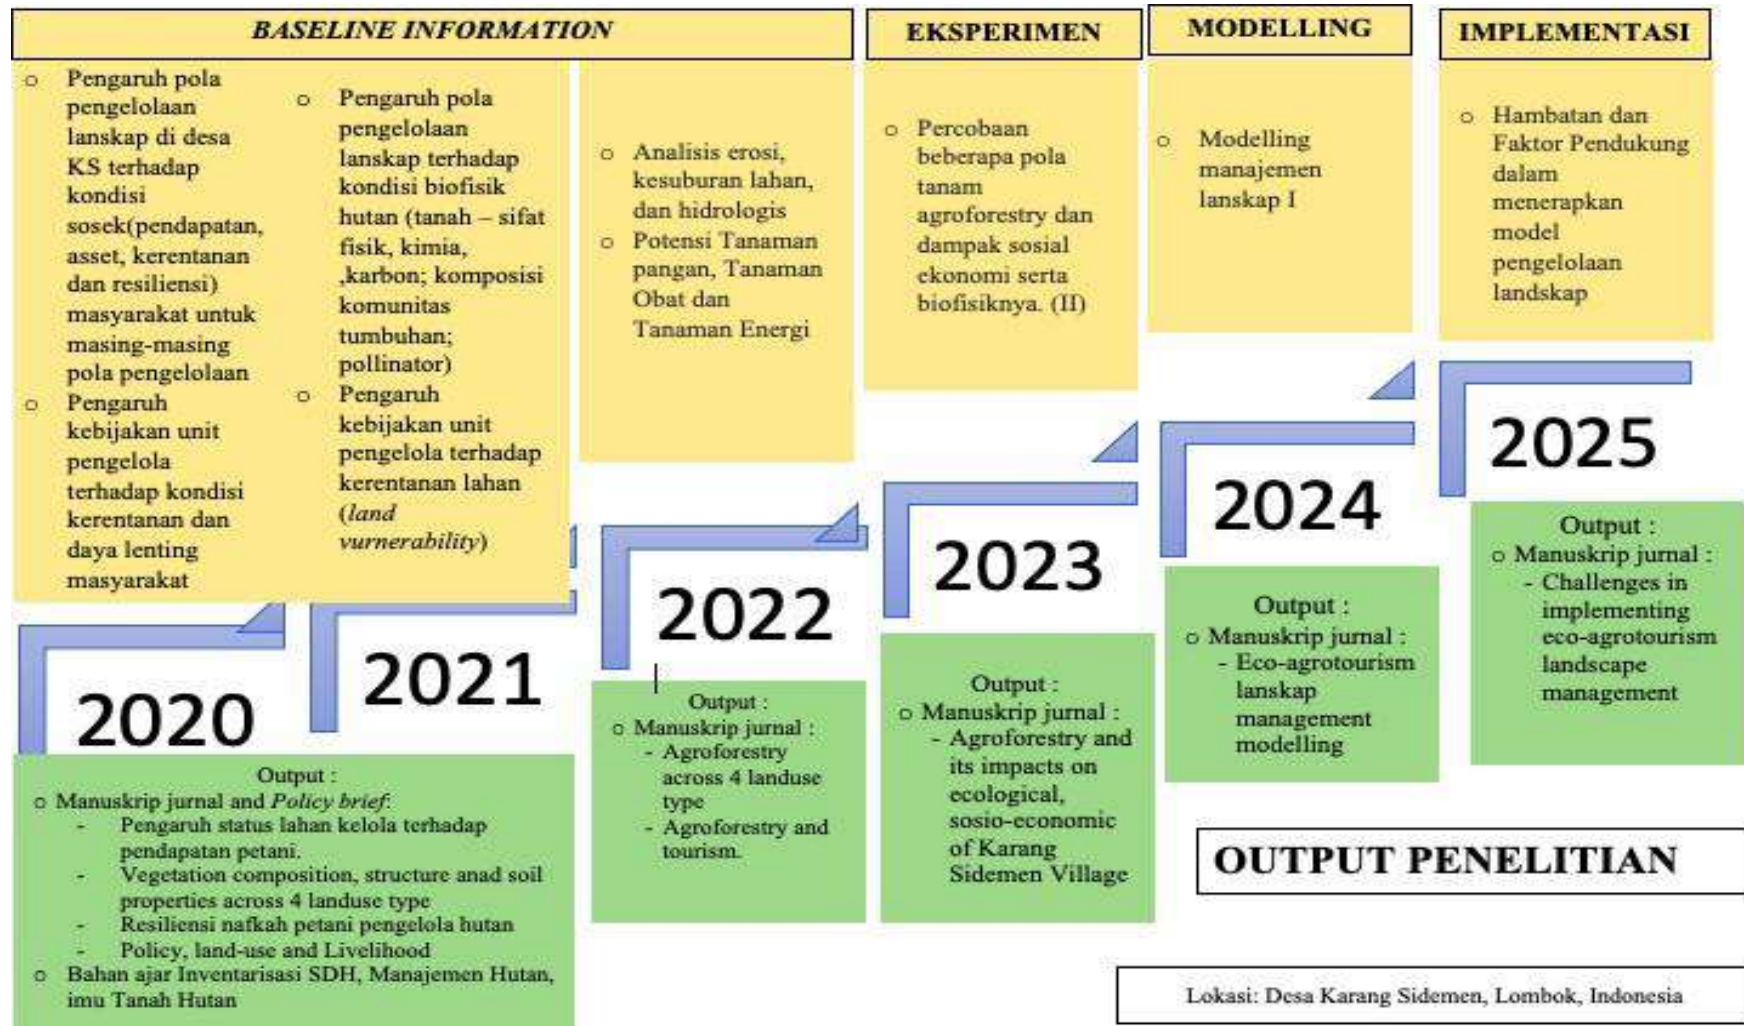 BASELINE INFORMATION
o Pengaruh pola
pengelolaan
lanskap di desa
KS terhadap
kondisi
sosek(pendapatan,
asset, kerentanan
dan resiliensi)
masyarakat untuk
masing-masing
pola pengelolaan
o Pengaruh
kebijakan unit
pengelola
terhadap kondisi
kerentanan dan
daya lenting
masyarakat
o Pengaruh pola
pengelolaan
lanskap terhadap
kondisi biofisik
hutan (tanah – sifat
fisik, kimia,
,karbon; komposisi
komunitas
tumbuhan;
pollinator)
o Pengaruh
kebijakan unit
pengelola terhadap
kerentanan lahan
(land
vurnerability)
o Analisis erosi,
kesuburan lahan,
dan hidrologis
o Potensi Tanaman
pangan, Tanaman
Obat dan
Tanaman Energi
EKSPERIMEN
o Percobaan
beberapa pola
tanam
agroforestry dan
dampak sosial
ekonomi serta
biofisiknya. (II)
MODELLING
o Modelling
manajemen
lanskap I
IMPLEMENTASI
o Hambatan dan
Faktor Pendukung
dalam
menerapkan
model
pengelolaan
landskap
2020
2021
2022
2023
2024
2025
Output :
o Manuskrip jurnal and Policy brief:
- Pengaruh status lahan kelola terhadap
pendapatan petani.
- Vegetation composition, structure anad soil
properties across 4 landuse type
- Resiliensi nafkah petani pengelola hutan
- Policy, land-use and Livelihood
o Bahan ajar Inventarisasi SDH, Manajemen Hutan,
imu Tanah Hutan
Output :
o Manuskrip jurnal :
- Agroforestry
across 4 landuse
type
- Agroforestry and
tourism.
Output :
o Manuskrip jurnal :
- Agroforestry and
its impacts on
ecological,
sosio-economic
of Karang
Sidemen Village
Output :
o Manuskrip jurnal :
- Eco-agrotourism
lanskap
management
modelling
Output :
o Manuskrip jurnal :
- Challenges in
implementing
eco-agrotourism
landscape
management
OUTPUT PENELITIAN
Lokasi: Desa Karang Sidemen, Lombok, Indonesia